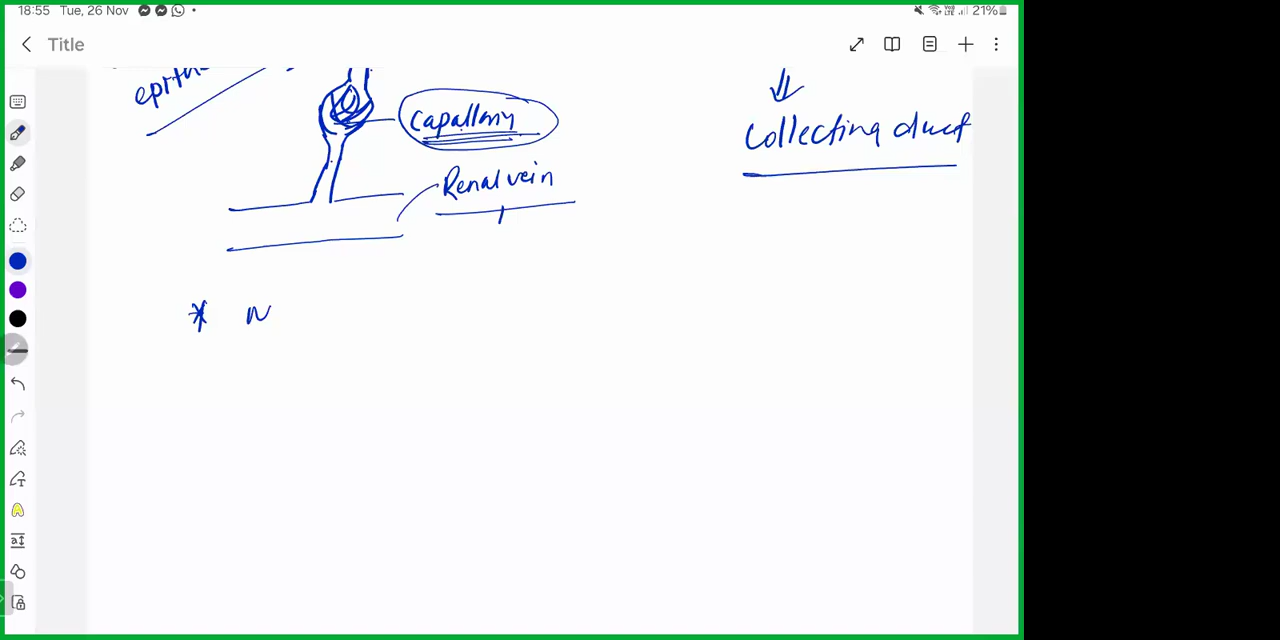 18:55 Tue, 26 Nov
21%
Title
capallary
collecting duct
Renal vein
* N